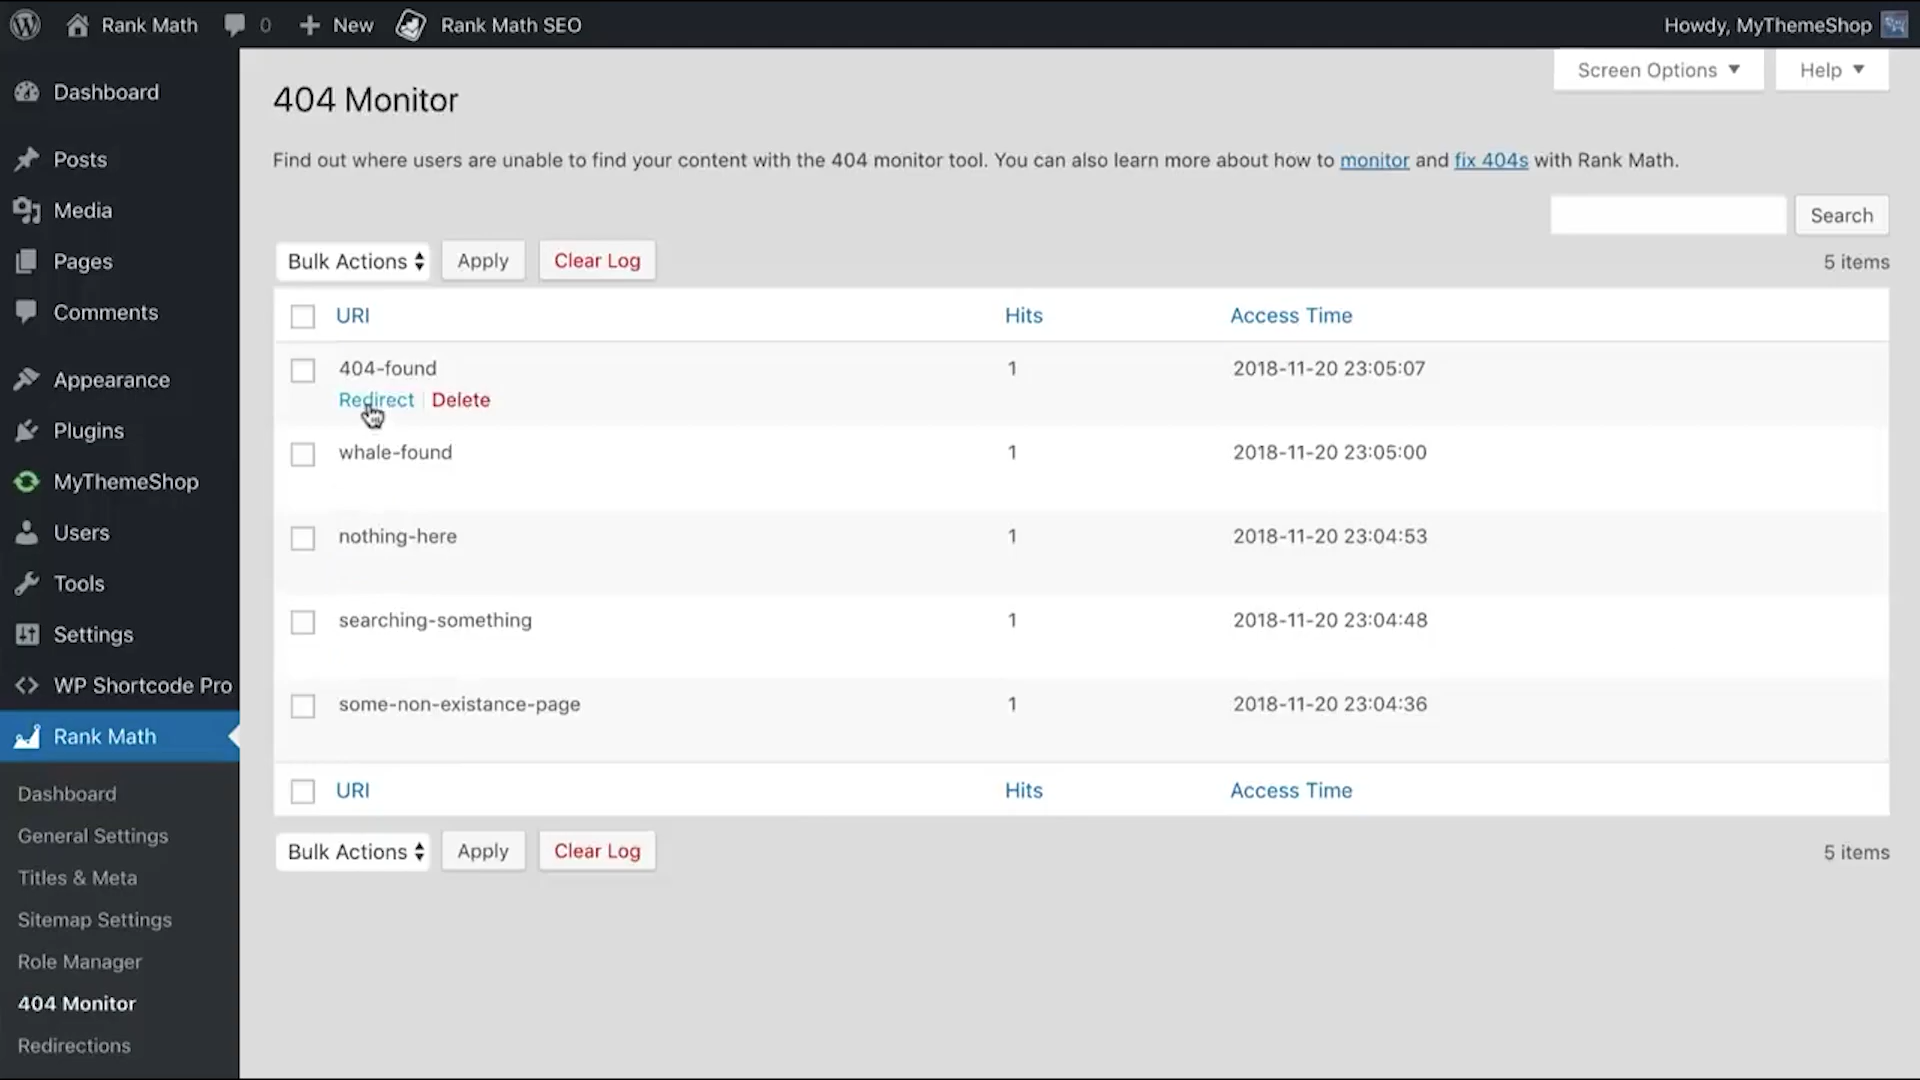 Rank Math 0 New Rank Math SEO Howdy, MyThemeShop
Dashboard
Posts
Media
Pages
Comments
Appearance
Plugins
MyThemeShop
Users
Tools
Settings
WP Shortcode Pro
Rank Math
Dashboard
General Settings
Titles & Meta
Sitemap Settings
Role Manager
404 Monitor
Redirections
Screen Options Help
404 Monitor
Find out where users are unable to find your content with the 404 monitor tool. You can also learn more about how to monitor and fix 404s with Rank Math.
Search
Bulk Actions Apply Clear Log 5 items
URI Hits Access Time
404-found 1 2018-11-20 23:05:07
Redirect | Delete
whale-found 1 2018-11-20 23:05:00
nothing-here 1 2018-11-20 23:04:53
searching-something 1 2018-11-20 23:04:48
some-non-existance-page 1 2018-11-20 23:04:36
URI Hits Access Time
Bulk Actions Apply Clear Log 5 items